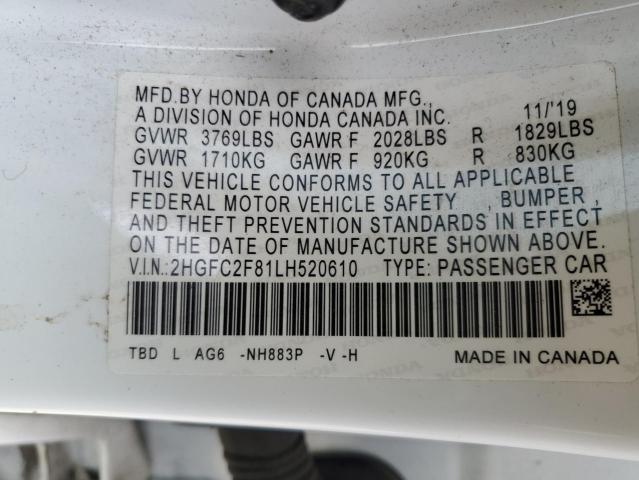 MFD.BY HONDA OF CANADA MFG.,
A DIVISION OF HONDA CANADA INC. 11/'19
GVWR 3769LBS GAWR F 2028LBS R 1829LBS
GVWR 1710KG GAWR F 920KG R 830KG
THIS VEHICLE CONFORMS TO ALL APPLICABLE
FEDERAL MOTOR VEHICLE SAFETY , BUMPER ,
AND THEFT PREVENTION STANDARDS IN EFFECT
ON THE DATE OF MANUFACTURE SHOWN ABOVE.
V.I.N.:2HGFC2F81LH520610 TYPE: PASSENGER CAR
TBD L AG6 -NH883P -V -H MADE IN CANADA